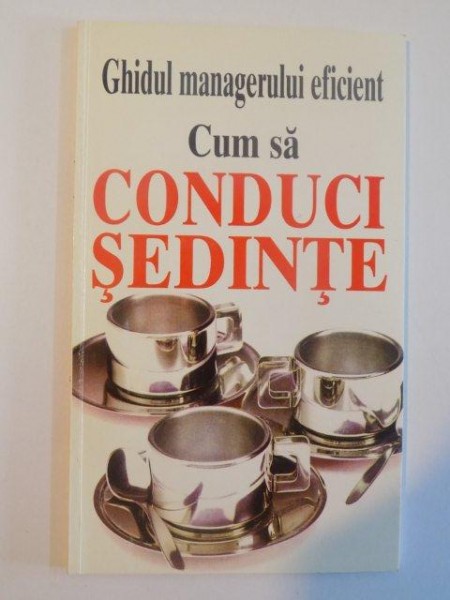 Ghidul managerului eficient
Cum să
CONDUCI
ŞEDINŢE